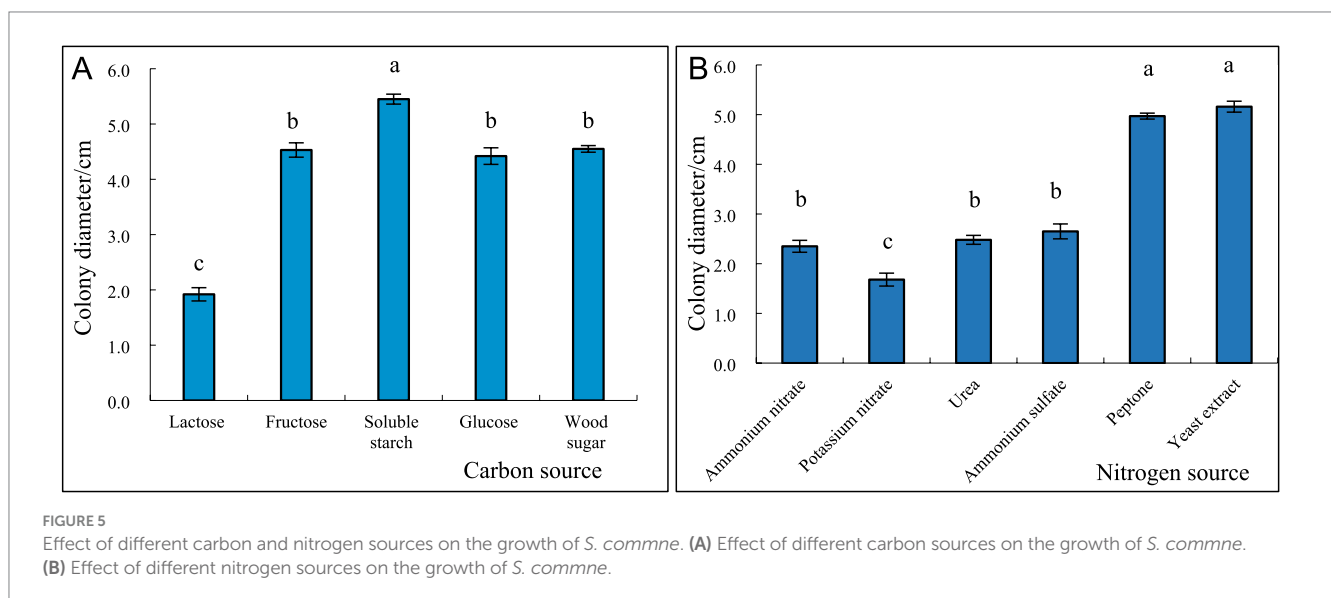 A
6.0
5.0
4.0
3.0
2.0
1.0
0.0
Colony diameter/cm
c
b
a
b
b
Lactose
Fructose
Soluble
starch
Glucose
Wood
sugar
Carbon source
B
6.0
5.0
4.0
3.0
2.0
1.0
0.0
Colony diameter/cm
b
c
b
b
a
a
Ammonium nitrate
Potassium nitrate
Urea
Ammonium sulfate
Peptone
Yeast extract
Nitrogen source
FIGURE 5
Effect of different carbon and nitrogen sources on the growth of S. commne. (A) Effect of different carbon sources on the growth of S. commne.
(B) Effect of different nitrogen sources on the growth of S. commne.